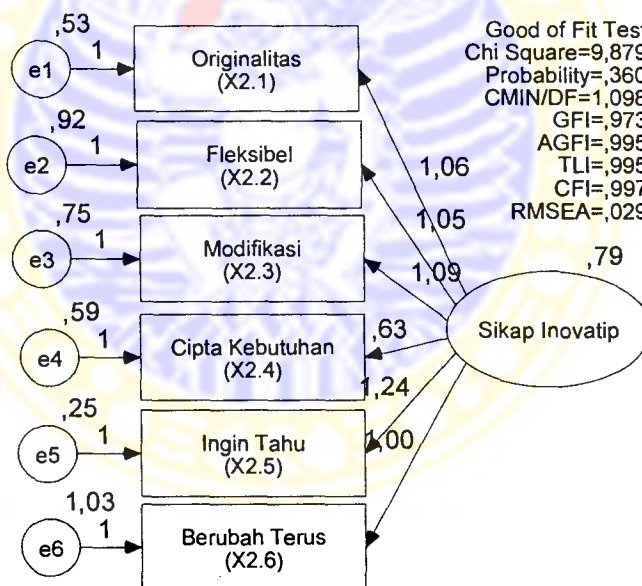 Good of Fit Test
Chi Square=9,879
Probability=,360
CMIN/DF=1,098
GFI=,973
AGFI=,995
TLI=,995
CFI=,997
RMSEA=,029
,53
e1
1
Originalitas
(X2.1)
,92
e2
1
Fleksibel
(X2.2)
,75
e3
1
Modifikasi
(X2.3)
,59
e4
1
Cipta Kebutuhan
(X2.4)
,25
e5
1
Ingin Tahu
(X2.5)
1,03
e6
1
Berubah Terus
(X2.6)
1,06
1,05
1,09
,63
1,24
1,00
,79
Sikap Inovatip